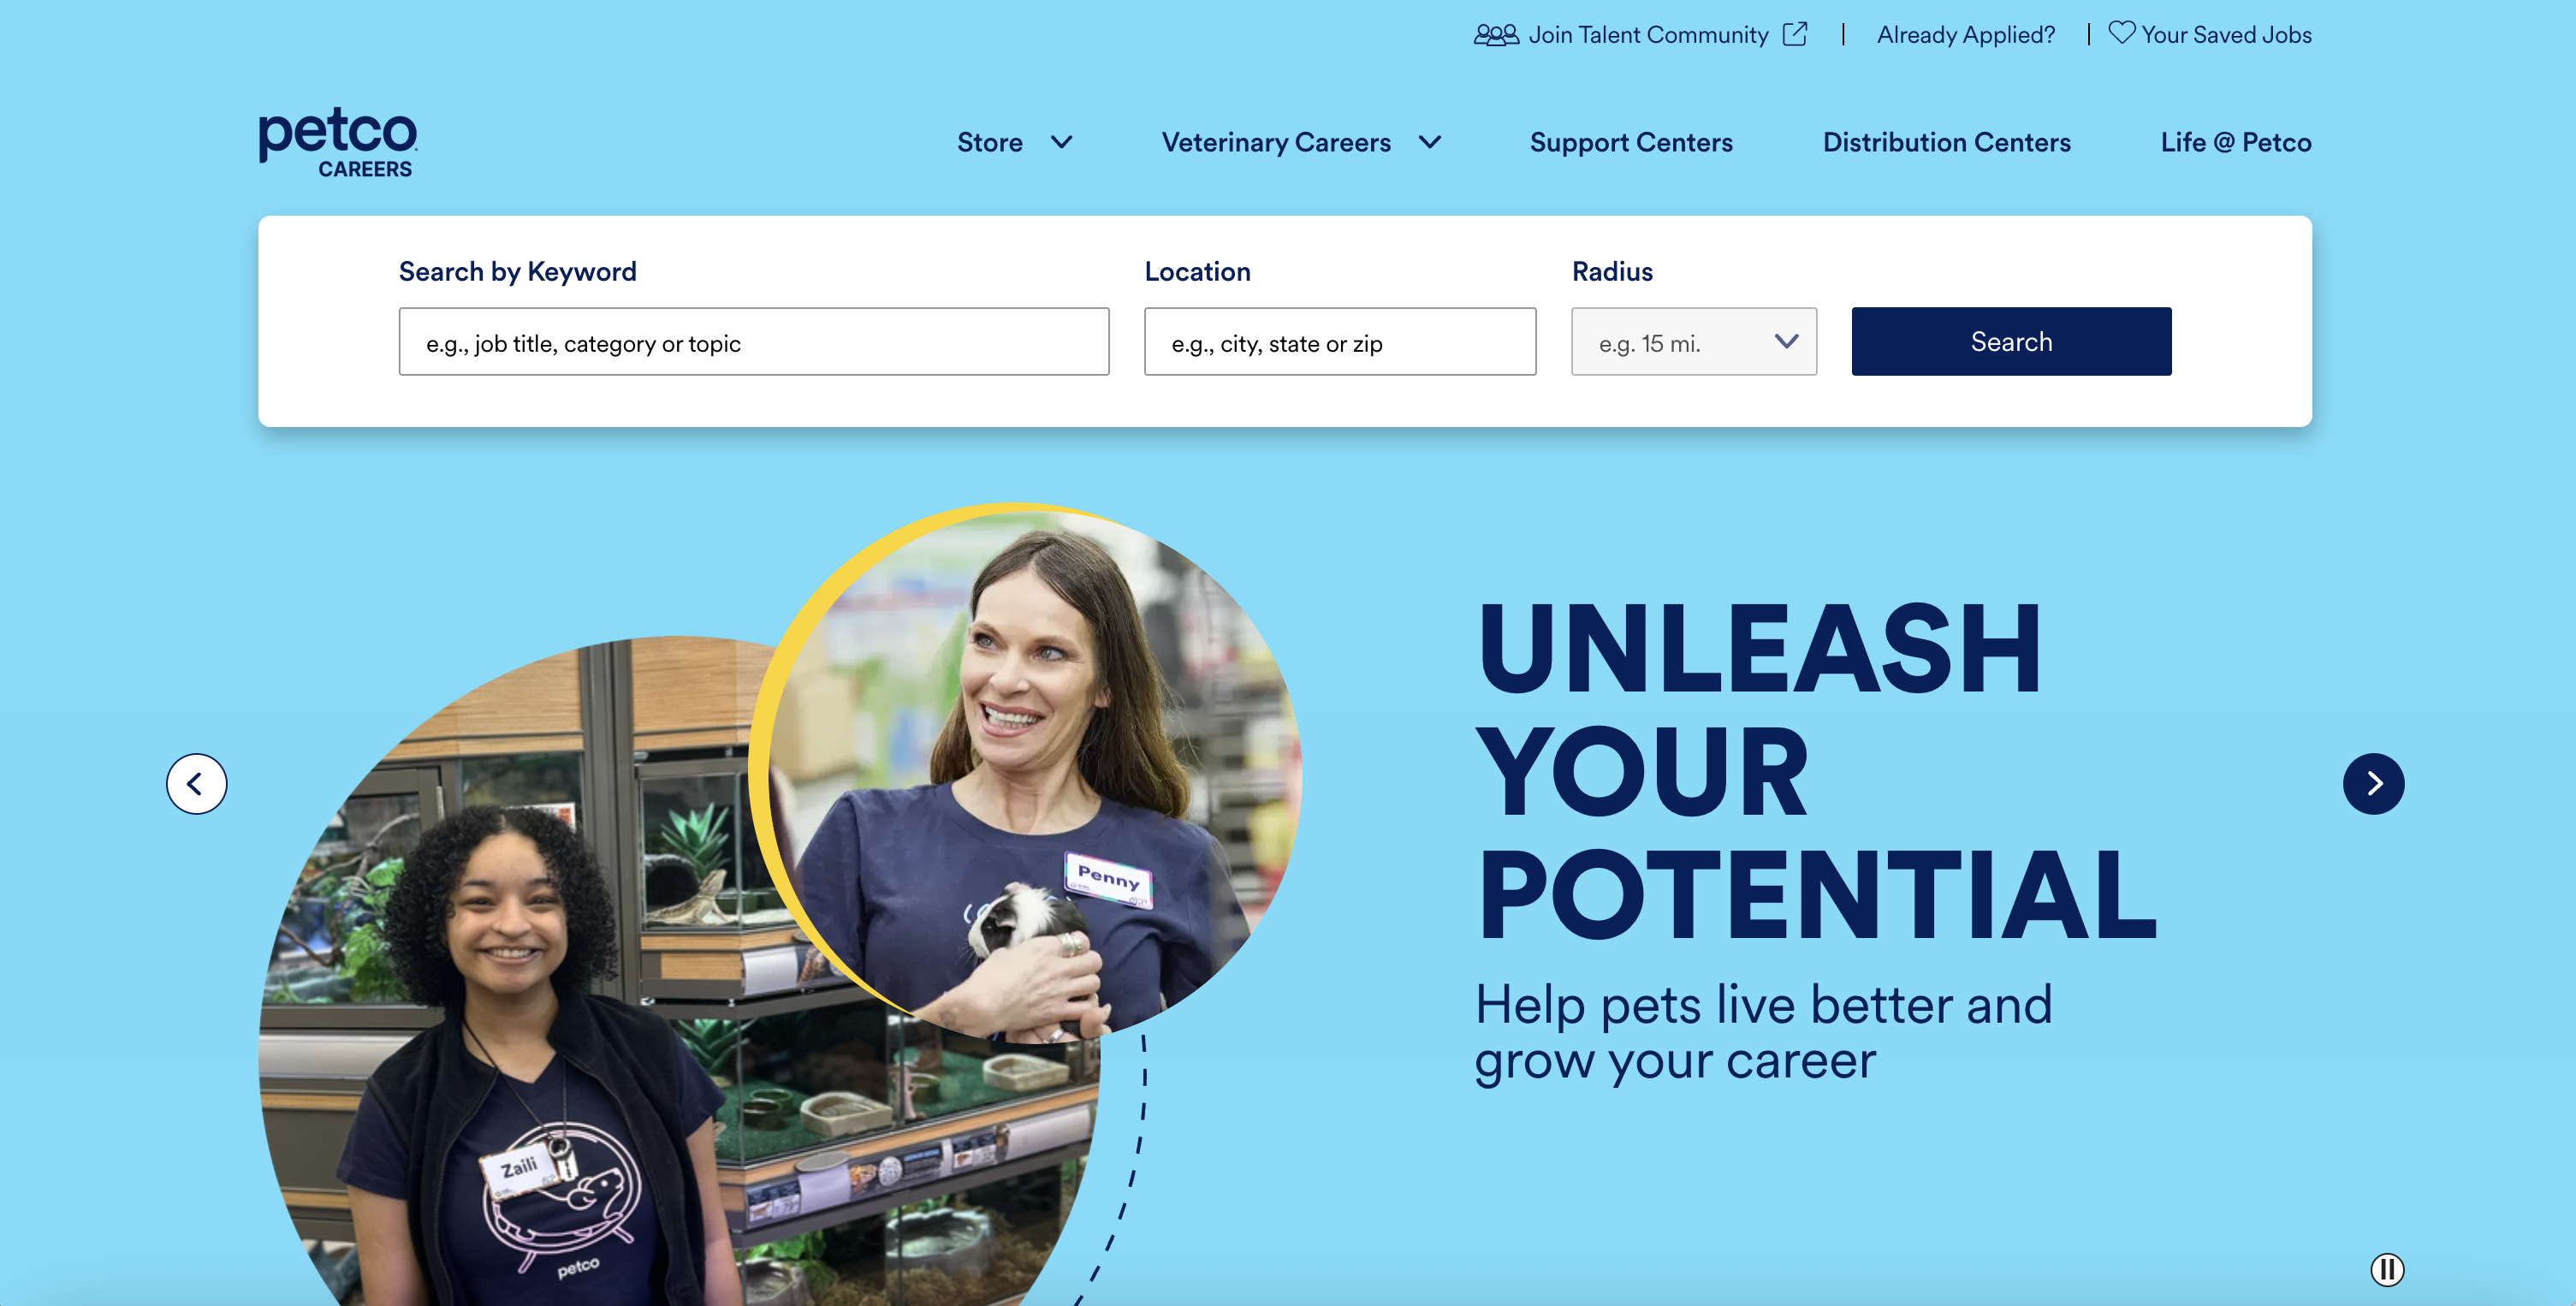 Join Talent Community | Already Applied? | Your Saved Jobs
petco
CAREERS
Store Veterinary Careers Support Centers Distribution Centers Life @ Petco
Search by Keyword Location Radius
e.g., job title, category or topic e.g., city, state or zip e.g. 15 mi. Search
UNLEASH
YOUR
POTENTIAL
Help pets live better and
grow your career
Penny
Zaili
petco